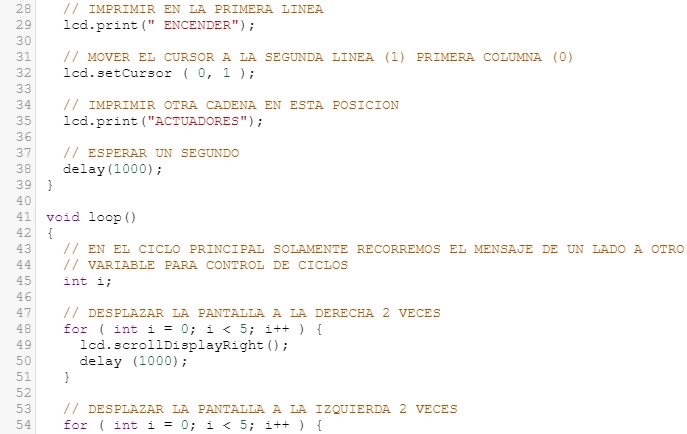 28   // IMPRIMIR EN LA PRIMERA LINEA
29   lcd.print(" ENCENDER");
30
31   // MOVER EL CURSOR A LA SEGUNDA LINEA (1) PRIMERA COLUMNA (0)
32   lcd.setCursor ( 0, 1 );
33
34   // IMPRIMIR OTRA CADENA EN ESTA POSICION
35   lcd.print("ACTUADORES");
36
37   // ESPERAR UN SEGUNDO
38   delay(1000);
39 }
40
41 void loop()
42 {
43   // EN EL CICLO PRINCIPAL SOLAMENTE RECORREMOS EL MENSAJE DE UN LADO A OTRO
44   // VARIABLE PARA CONTROL DE CICLOS
45   int i;
46
47   // DESPLAZAR LA PANTALLA A LA DERECHA 2 VECES
48   for ( int i = 0; i < 5; i++ ) {
49     lcd.scrollDisplayRight();
50     delay (1000);
51   }
52
53   // DESPLAZAR LA PANTALLA A LA IZQUIERDA 2 VECES
54   for ( int i = 0; i < 5; i++ ) {